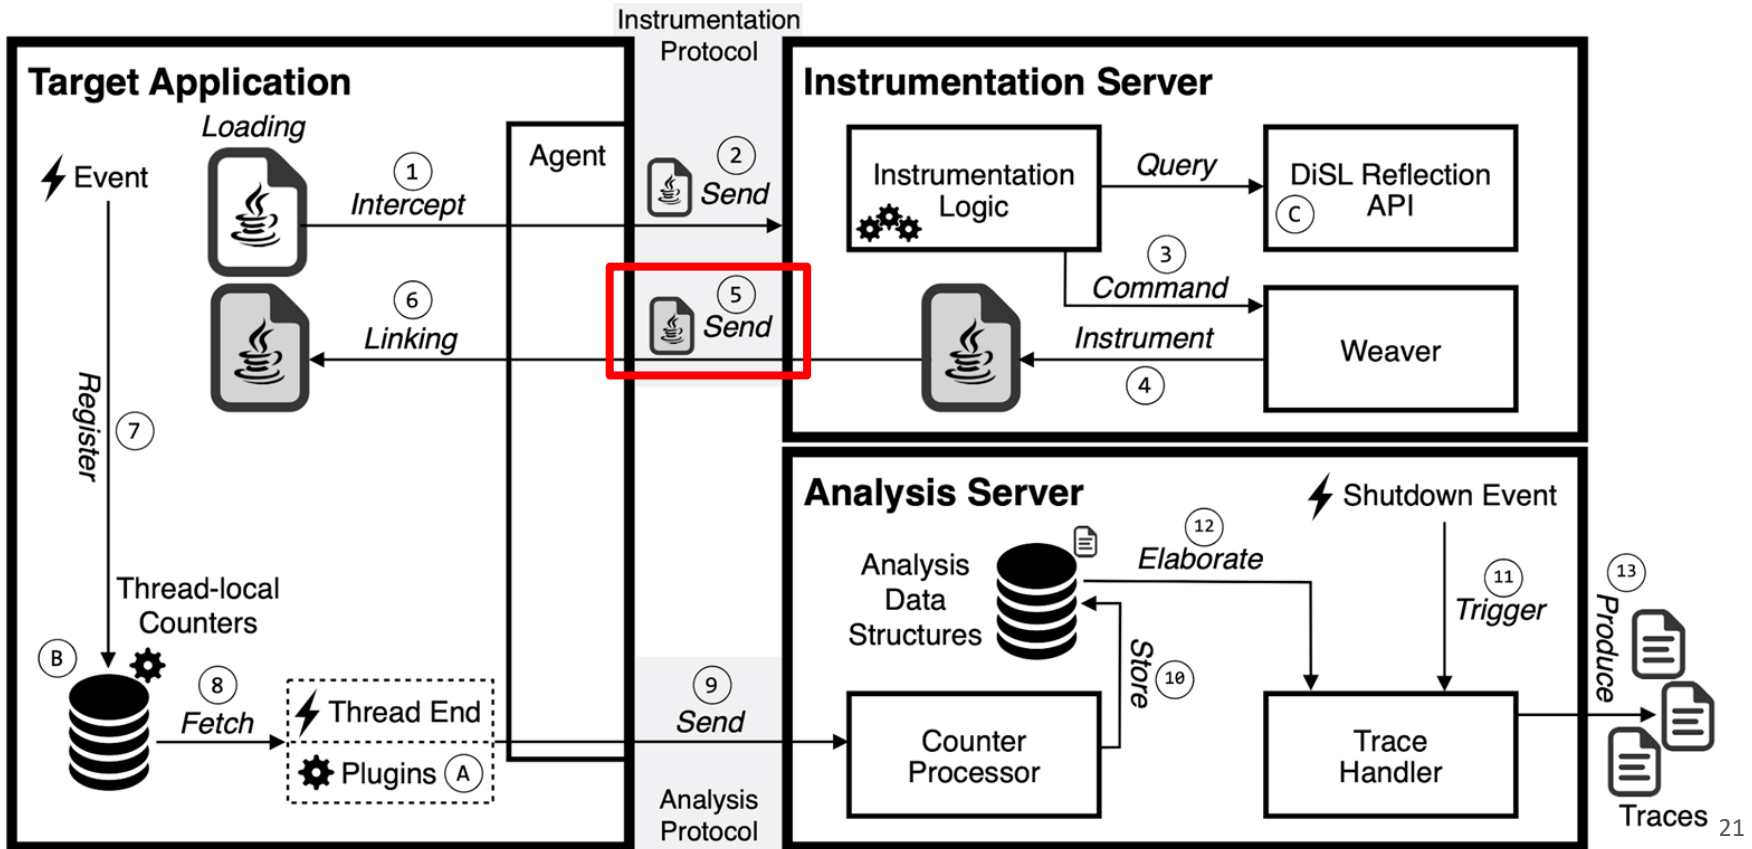 Instrumentation
Protocol
Target Application
Loading
Event
1
Intercept
Agent
2
Send
Instrumentation Server
Instrumentation
Logic
Query
DiSL Reflection
API
C
3
Command
5
Send
6
Linking
Instrument
4
Weaver
Register
7
Thread-local
Counters
B
8
Fetch
Thread End
Plugins
A
9
Send
Analysis
Protocol
Analysis Server
Shutdown Event
Analysis
Data
Structures
12
Elaborate
11
Trigger
Store
10
13
Produce
Counter
Processor
Trace
Handler
Traces
21